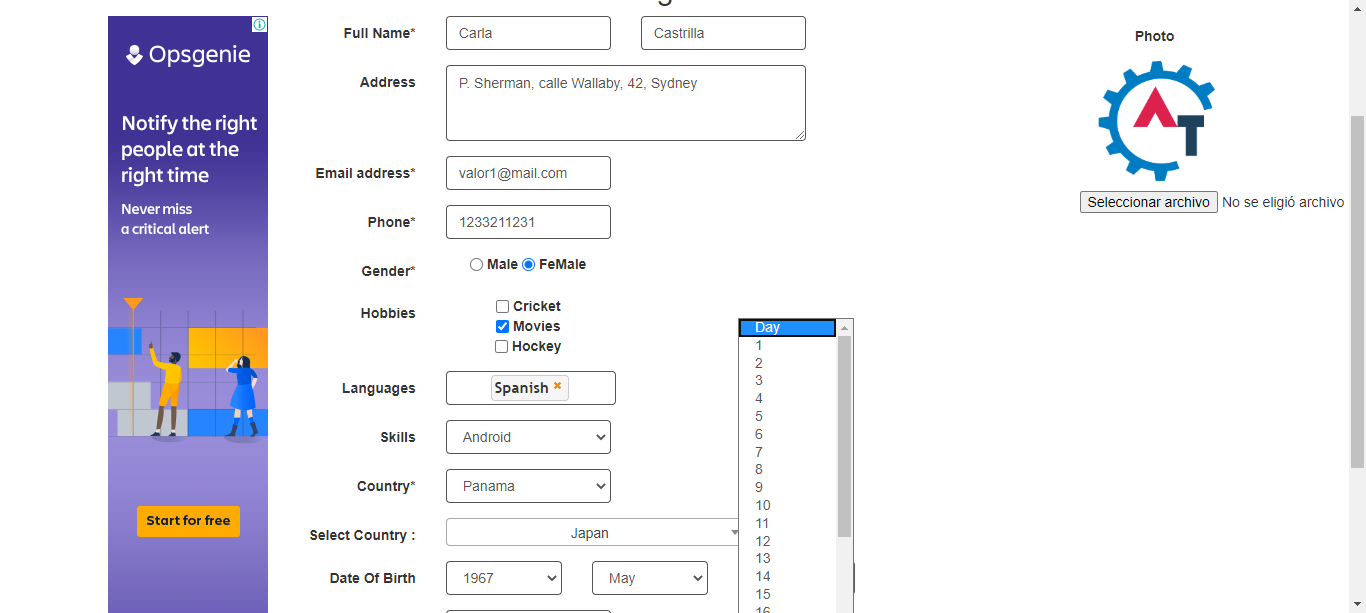 Opsgenie
Notify the right
people at the
right time
Never miss
a critical alert
Start for free
Full Name*
Carla
Castrilla
Address
P. Sherman, calle Wallaby, 42, Sydney
Email address*
valor1@mail.com
Phone*
1233211231
Gender*
Male
FeMale
Hobbies
Cricket
Movies
Hockey
Languages
Spanish
Skills
Android
Country*
Panama
Select Country :
Japan
Date Of Birth
1967
May
Day
1
2
3
4
5
6
7
8
9
10
11
12
13
14
15
16
Photo
AT
Seleccionar archivo No se eligió archivo